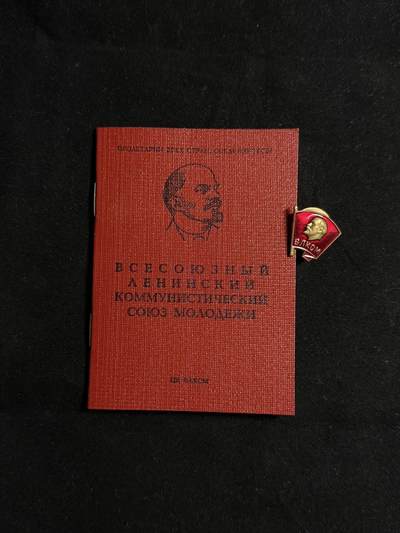 ПРОЛЕТАРИИ ВСЕХ СТРАН, СОЕДИНЯЙТЕСЬ!
ВСЕСОЮЗНЫЙ
ЛЕНИНСКИЙ
КОММУНИСТИЧЕСКИЙ
СОЮЗ МОЛОДЕЖИ
ЦК ВЛКСМ
ВЛКСМ